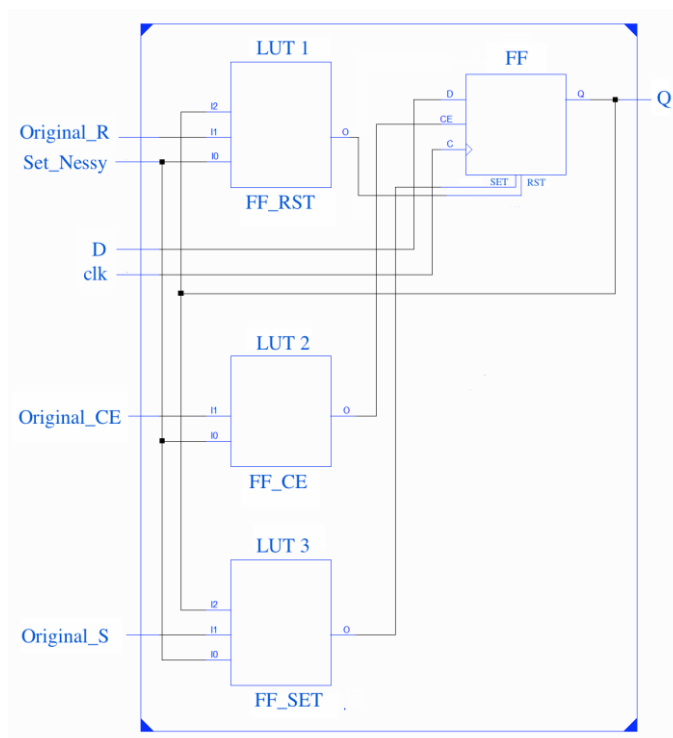 LUT 1
FF
I2
D
Q
Q
CE
Original_R
I1
O
Set_Nessy
I0
C
SET
RST
FF_RST
D
clk
LUT 2
Original_CE
I1
O
I0
FF_CE
LUT 3
I2
Original_S
I1
O
I0
FF_SET